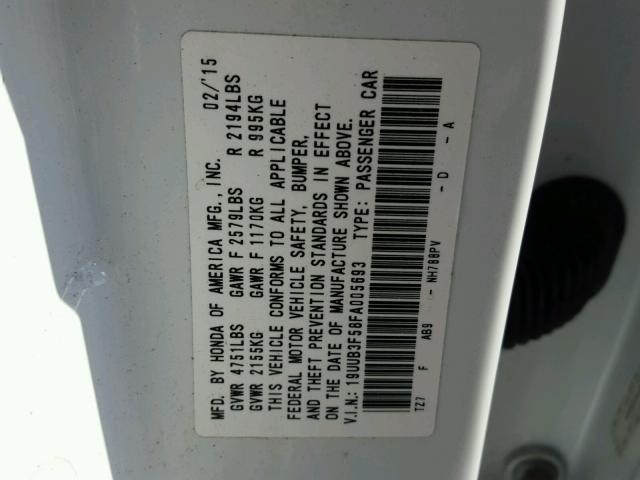 MFD. BY HONDA OF AMERICA MFG., INC. 02/'15
GVWR 4751LBS GAWR F 2579LBS R 2194LBS
GVWR 2155KG GAWR F 1170KG R 995KG
THIS VEHICLE CONFORMS TO ALL APPLICABLE
FEDERAL MOTOR VEHICLE SAFETY, BUMPER,
AND THEFT PREVENTION STANDARDS IN EFFECT
ON THE DATE OF MANUFACTURE SHOWN ABOVE.
V.I.N.: 19UUB3F58FA005693 TYPE: PASSENGER CAR
TZ7 F AB9 NH788PV - D - A